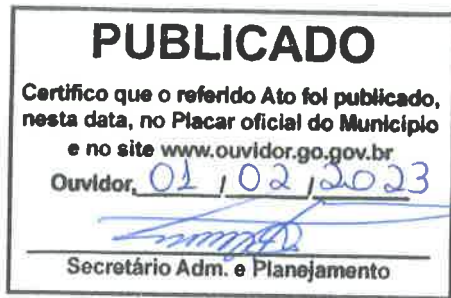 PUBLICADO
Certifico que o referido Ato foi publicado,
nesta data, no Placar oficial do Município
e no site www.ouvidor.go.gov.br
Ouvidor, 01 / 02 / 2023
Secretário Adm. e Planejamento